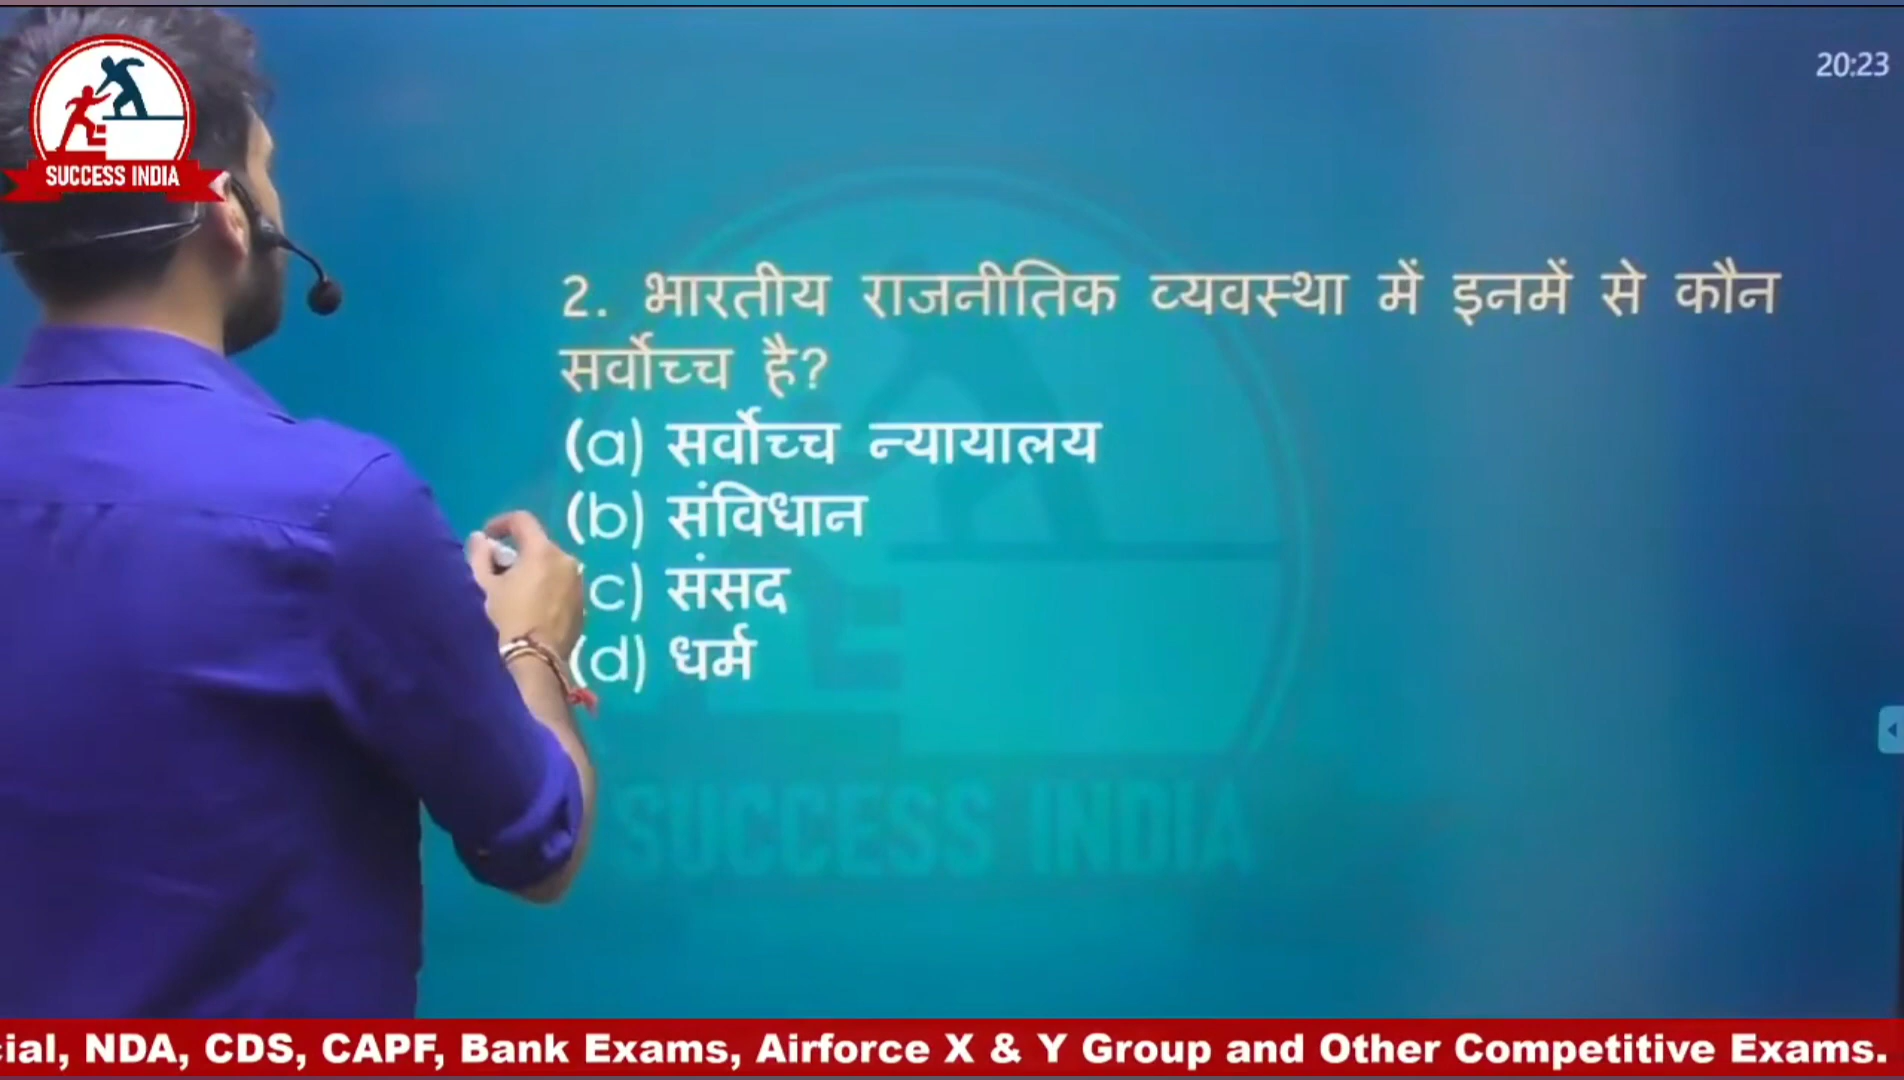 SUCCESS INDIA
20:23
2. भारतीय राजनीतिक व्यवस्था में इनमें से कौन
सर्वोच्च है?
(a) सर्वोच्च न्यायालय
(b) संविधान
(c) संसद
(d) धर्म
SUCCESS INDIA
cial, NDA, CDS, CAPF, Bank Exams, Airforce X & Y Group and Other Competitive Exams.